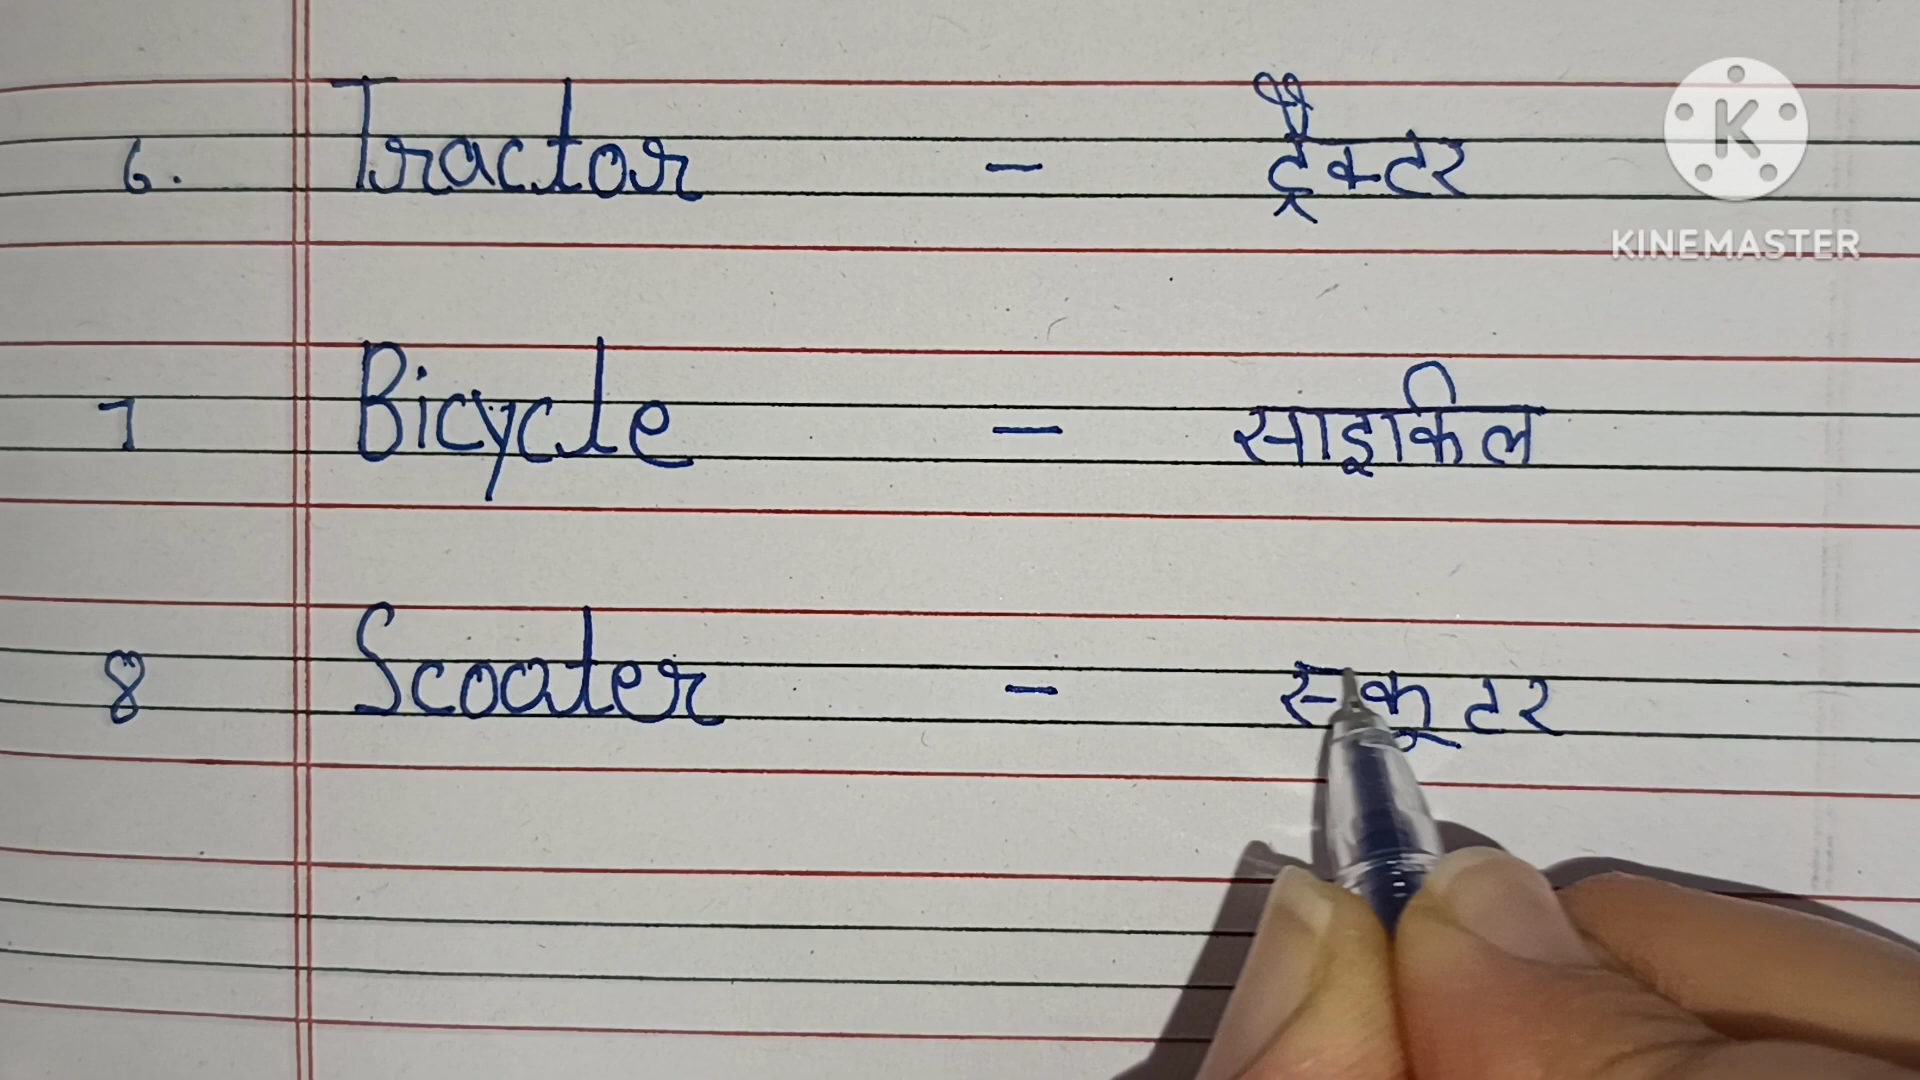 6. Tractor - ट्रैक्टर
K
KINEMASTER
7 Bicycle - साइकिल
8 Scooter - स्कूटर